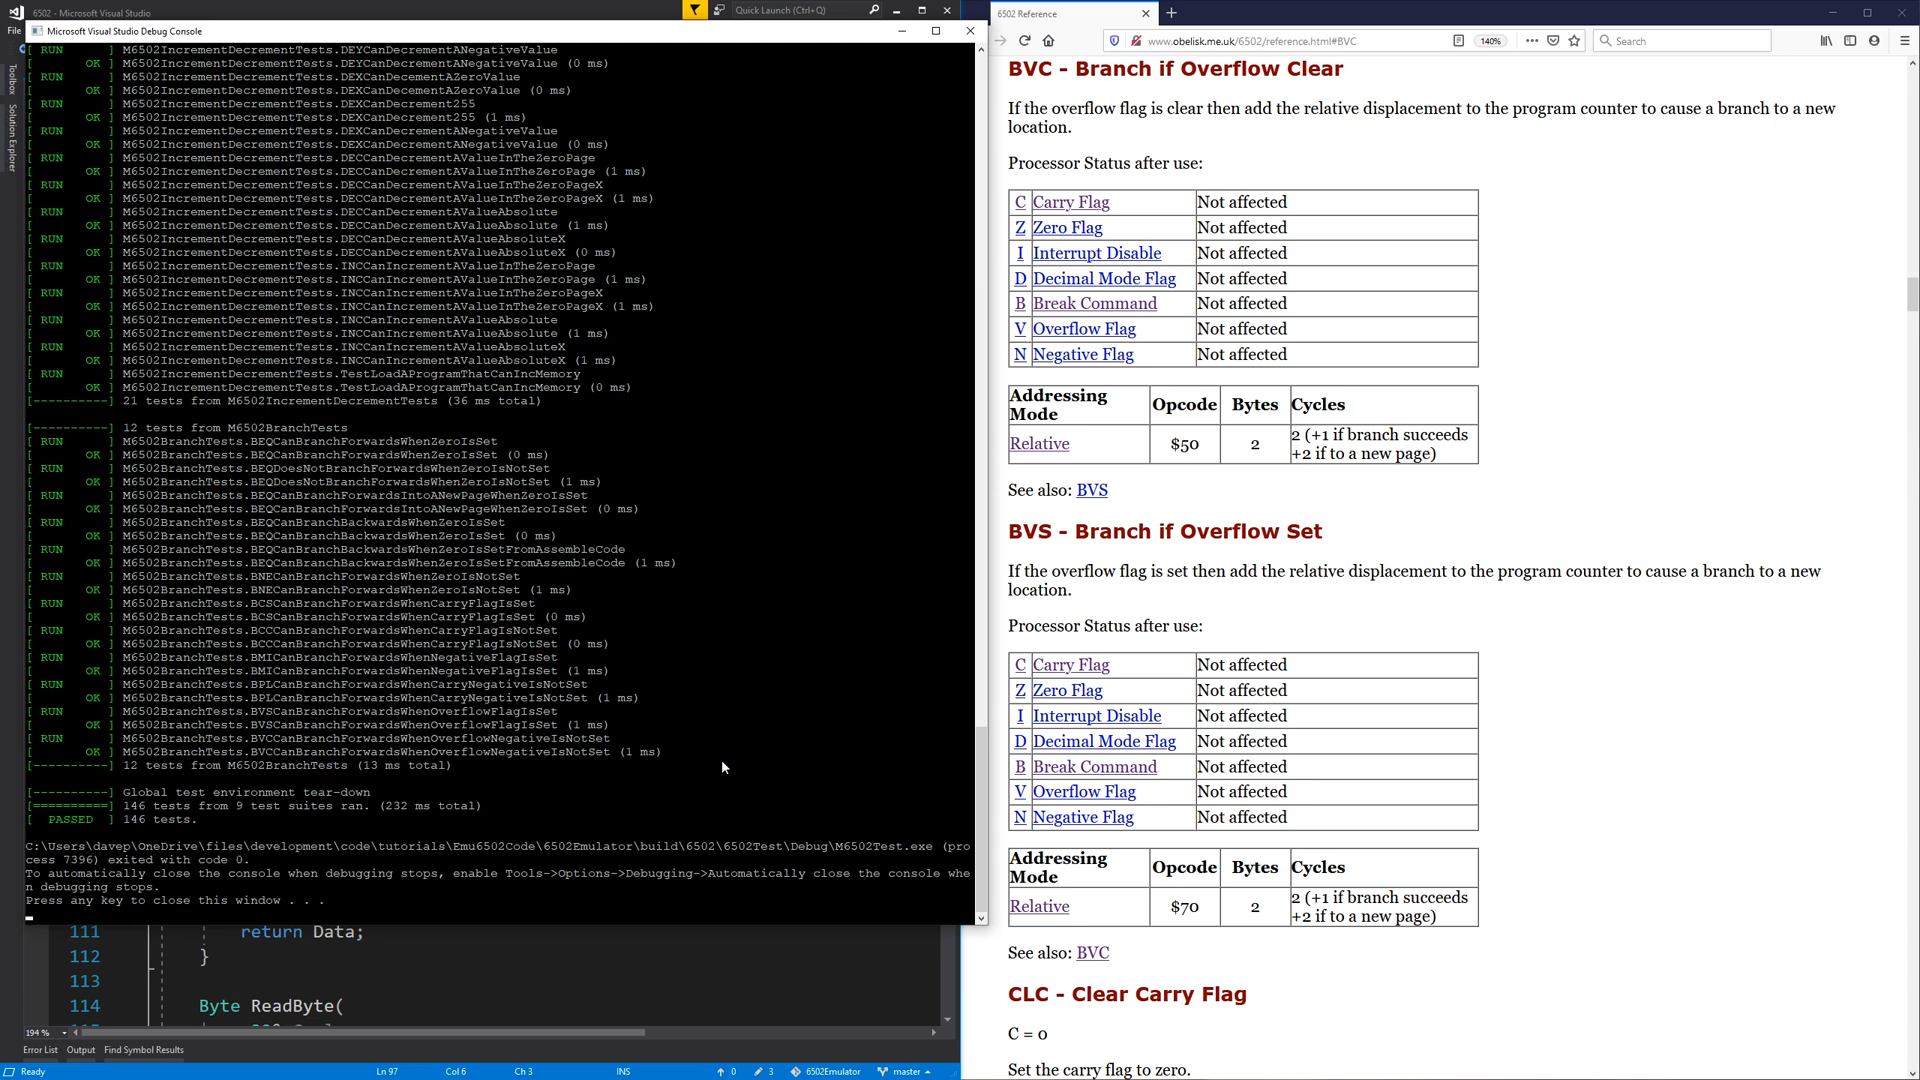 6502 - Microsoft Visual Studio
Quick Launch (Ctrl+Q)
File
Microsoft Visual Studio Debug Console
Toolbox
Solution Explorer
[ RUN      ] M6502IncrementDecrementTests.DEYCanDecrementANegativeValue
[       OK ] M6502IncrementDecrementTests.DEYCanDecrementANegativeValue (0 ms)
[ RUN      ] M6502IncrementDecrementTests.DEXCanDecementAZeroValue
[       OK ] M6502IncrementDecrementTests.DEXCanDecementAZeroValue (0 ms)
[ RUN      ] M6502IncrementDecrementTests.DEXCanDecrement255
[       OK ] M6502IncrementDecrementTests.DEXCanDecrement255 (1 ms)
[ RUN      ] M6502IncrementDecrementTests.DEXCanDecrementANegativeValue
[       OK ] M6502IncrementDecrementTests.DEXCanDecrementANegativeValue (0 ms)
[ RUN      ] M6502IncrementDecrementTests.DECCanDecrementAValueInTheZeroPage
[       OK ] M6502IncrementDecrementTests.DECCanDecrementAValueInTheZeroPage (1 ms)
[ RUN      ] M6502IncrementDecrementTests.DECCanDecrementAValueInTheZeroPageX
[       OK ] M6502IncrementDecrementTests.DECCanDecrementAValueInTheZeroPageX (1 ms)
[ RUN      ] M6502IncrementDecrementTests.DECCanDecrementAValueAbsolute
[       OK ] M6502IncrementDecrementTests.DECCanDecrementAValueAbsolute (1 ms)
[ RUN      ] M6502IncrementDecrementTests.DECCanDecrementAValueAbsoluteX
[       OK ] M6502IncrementDecrementTests.DECCanDecrementAValueAbsoluteX (0 ms)
[ RUN      ] M6502IncrementDecrementTests.INCCanIncrementAValueInTheZeroPage
[       OK ] M6502IncrementDecrementTests.INCCanIncrementAValueInTheZeroPage (1 ms)
[ RUN      ] M6502IncrementDecrementTests.INCCanIncrementAValueInTheZeroPageX
[       OK ] M6502IncrementDecrementTests.INCCanIncrementAValueInTheZeroPageX (1 ms)
[ RUN      ] M6502IncrementDecrementTests.INCCanIncrementAValueAbsolute
[       OK ] M6502IncrementDecrementTests.INCCanIncrementAValueAbsolute (1 ms)
[ RUN      ] M6502IncrementDecrementTests.INCCanIncrementAValueAbsoluteX
[       OK ] M6502IncrementDecrementTests.INCCanIncrementAValueAbsoluteX (1 ms)
[ RUN      ] M6502IncrementDecrementTests.TestLoadAProgramThatCanIncMemory
[       OK ] M6502IncrementDecrementTests.TestLoadAProgramThatCanIncMemory (0 ms)
[----------] 21 tests from M6502IncrementDecrementTests (36 ms total)
[----------] 12 tests from M6502BranchTests
[ RUN      ] M6502BranchTests.BEQCanBranchForwardsWhenZeroIsSet
[       OK ] M6502BranchTests.BEQCanBranchForwardsWhenZeroIsSet (0 ms)
[ RUN      ] M6502BranchTests.BEQDoesNotBranchForwardsWhenZeroIsNotSet
[       OK ] M6502BranchTests.BEQDoesNotBranchForwardsWhenZeroIsNotSet (1 ms)
[ RUN      ] M6502BranchTests.BEQCanBranchForwardsIntoANewPageWhenZeroIsSet
[       OK ] M6502BranchTests.BEQCanBranchForwardsIntoANewPageWhenZeroIsSet (0 ms)
[ RUN      ] M6502BranchTests.BEQCanBranchBackwardsWhenZeroIsSet
[       OK ] M6502BranchTests.BEQCanBranchBackwardsWhenZeroIsSet (0 ms)
[ RUN      ] M6502BranchTests.BEQCanBranchBackwardsWhenZeroIsSetFromAssembleCode
[       OK ] M6502BranchTests.BEQCanBranchBackwardsWhenZeroIsSetFromAssembleCode (1 ms)
[ RUN      ] M6502BranchTests.BNECanBranchForwardsWhenZeroIsNotSet
[       OK ] M6502BranchTests.BNECanBranchForwardsWhenZeroIsNotSet (1 ms)
[ RUN      ] M6502BranchTests.BCSCanBranchForwardsWhenCarryFlagIsSet
[       OK ] M6502BranchTests.BCSCanBranchForwardsWhenCarryFlagIsSet (0 ms)
[ RUN      ] M6502BranchTests.BCCCanBranchForwardsWhenCarryFlagIsNotSet
[       OK ] M6502BranchTests.BCCCanBranchForwardsWhenCarryFlagIsNotSet (0 ms)
[ RUN      ] M6502BranchTests.BMICanBranchForwardsWhenNegativeFlagIsSet
[       OK ] M6502BranchTests.BMICanBranchForwardsWhenNegativeFlagIsSet (1 ms)
[ RUN      ] M6502BranchTests.BPLCanBranchForwardsWhenCarryNegativeIsNotSet
[       OK ] M6502BranchTests.BPLCanBranchForwardsWhenCarryNegativeIsNotSet (1 ms)
[ RUN      ] M6502BranchTests.BVSCanBranchForwardsWhenOverflowFlagIsSet
[       OK ] M6502BranchTests.BVSCanBranchForwardsWhenOverflowFlagIsSet (1 ms)
[ RUN      ] M6502BranchTests.BVCCanBranchForwardsWhenOverflowNegativeIsNotSet
[       OK ] M6502BranchTests.BVCCanBranchForwardsWhenOverflowNegativeIsNotSet (1 ms)
[----------] 12 tests from M6502BranchTests (13 ms total)
[----------] Global test environment tear-down
[==========] 146 tests from 9 test suites ran. (232 ms total)
[  PASSED  ] 146 tests.
C:\Users\davep\OneDrive\files\development\code\tutorials\Emu6502Code\6502Emulator\build\6502\6502Test\Debug\M6502Test.exe (pro
cess 7396) exited with code 0.
To automatically close the console when debugging stops, enable Tools->Options->Debugging->Automatically close the console whe
n debugging stops.
Press any key to close this window . . .
111 return Data;
112 }
113
114 Byte ReadByte(
194 %
Error List Output Find Symbol Results
Ready Ln 97 Col 6 Ch 3 INS 0 3 6502Emulator master
6502 Reference
www.obelisk.me.uk/6502/reference.html#BVC 140% Search
BVC - Branch if Overflow Clear
If the overflow flag is clear then add the relative displacement to the program counter to cause a branch to a new
location.
Processor Status after use:
C Carry Flag Not affected
Z Zero Flag Not affected
I Interrupt Disable Not affected
D Decimal Mode Flag Not affected
B Break Command Not affected
V Overflow Flag Not affected
N Negative Flag Not affected
Addressing
Mode Opcode Bytes Cycles
Relative $50 2 2 (+1 if branch succeeds
+2 if to a new page)
See also: BVS
BVS - Branch if Overflow Set
If the overflow flag is set then add the relative displacement to the program counter to cause a branch to a new
location.
Processor Status after use:
C Carry Flag Not affected
Z Zero Flag Not affected
I Interrupt Disable Not affected
D Decimal Mode Flag Not affected
B Break Command Not affected
V Overflow Flag Not affected
N Negative Flag Not affected
Addressing
Mode Opcode Bytes Cycles
Relative $70 2 2 (+1 if branch succeeds
+2 if to a new page)
See also: BVC
CLC - Clear Carry Flag
C = 0
Set the carry flag to zero.